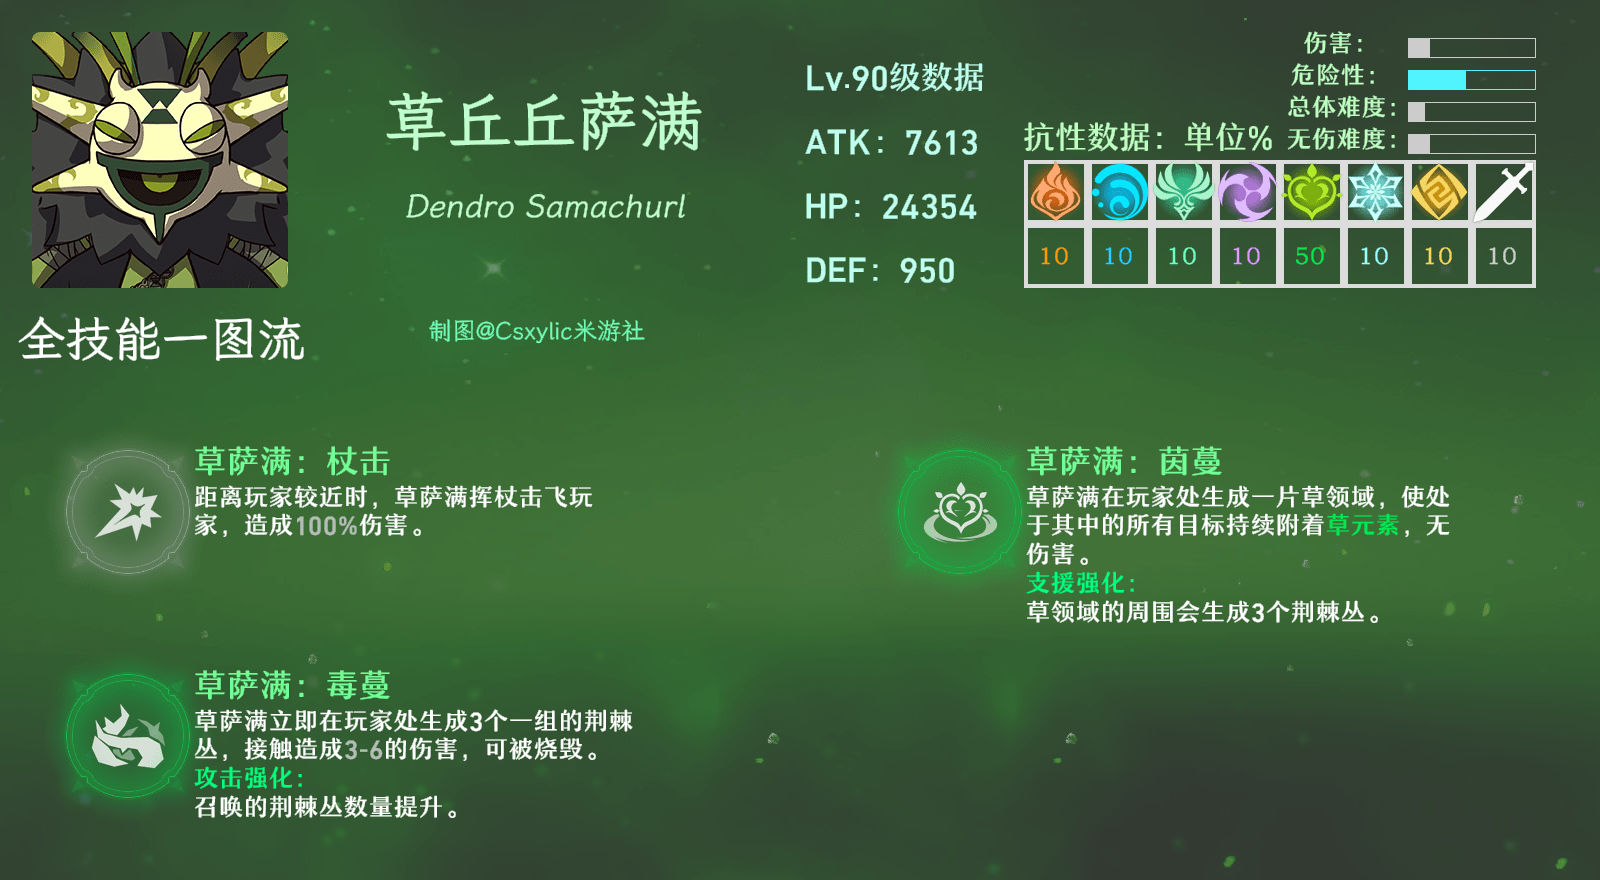 草丘丘萨满
Dendro Samachurl
制图@Csxylic米游社
全技能一图流
Lv.90级数据
ATK：7613
HP：24354
DEF：950
伤害：
危险性：
总体难度：
无伤难度：
抗性数据：单位%
10 10 10 10 50 10 10 10
草萨满：杖击
距离玩家较近时，草萨满挥杖击飞玩
家，造成100%伤害。
草萨满：茵蔓
草萨满在玩家处生成一片草领域，使处
于其中的所有目标持续附着草元素，无
伤害。
支援强化：
草领域的周围会生成3个荆棘丛。
草萨满：毒蔓
草萨满立即在玩家处生成3个一组的荆棘
丛，接触造成3-6的伤害，可被烧毁。
攻击强化：
召唤的荆棘丛数量提升。